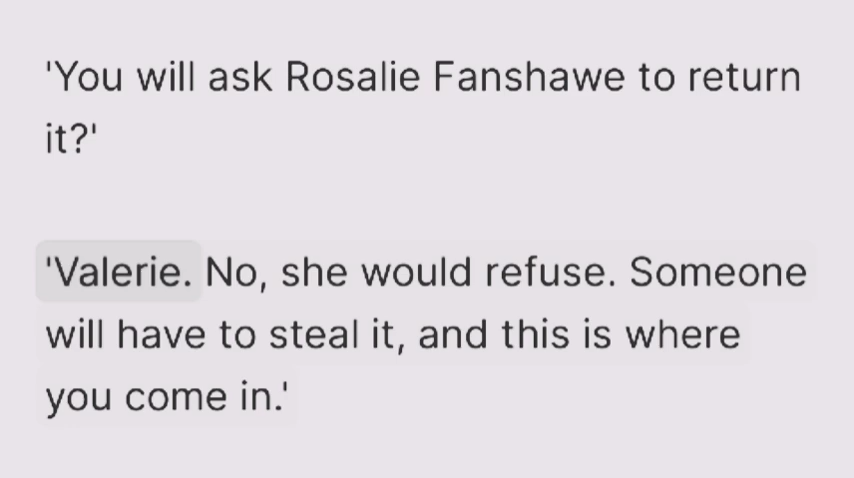 'You will ask Rosalie Fanshawe to return
it?'
'Valerie. No, she would refuse. Someone
will have to steal it, and this is where
you come in.'